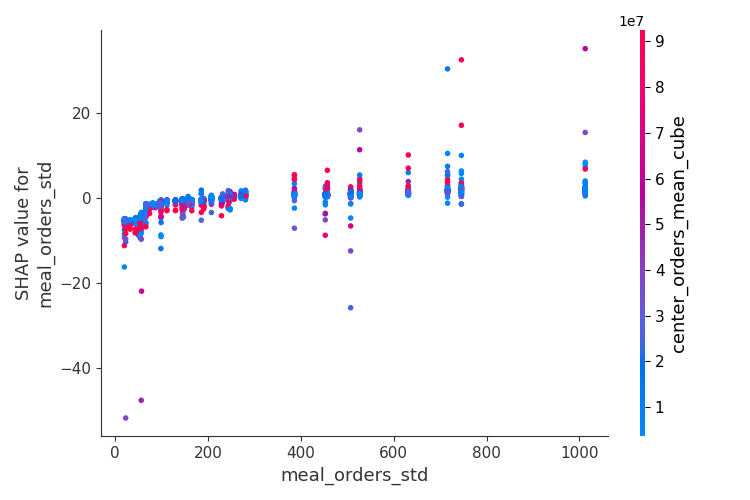 1e7
9
8
7
6
5
4
3
2
1
center_orders_mean_cube
20
0
−20
−40
SHAP value for
meal_orders_std
0 200 400 600 800 1000
meal_orders_std